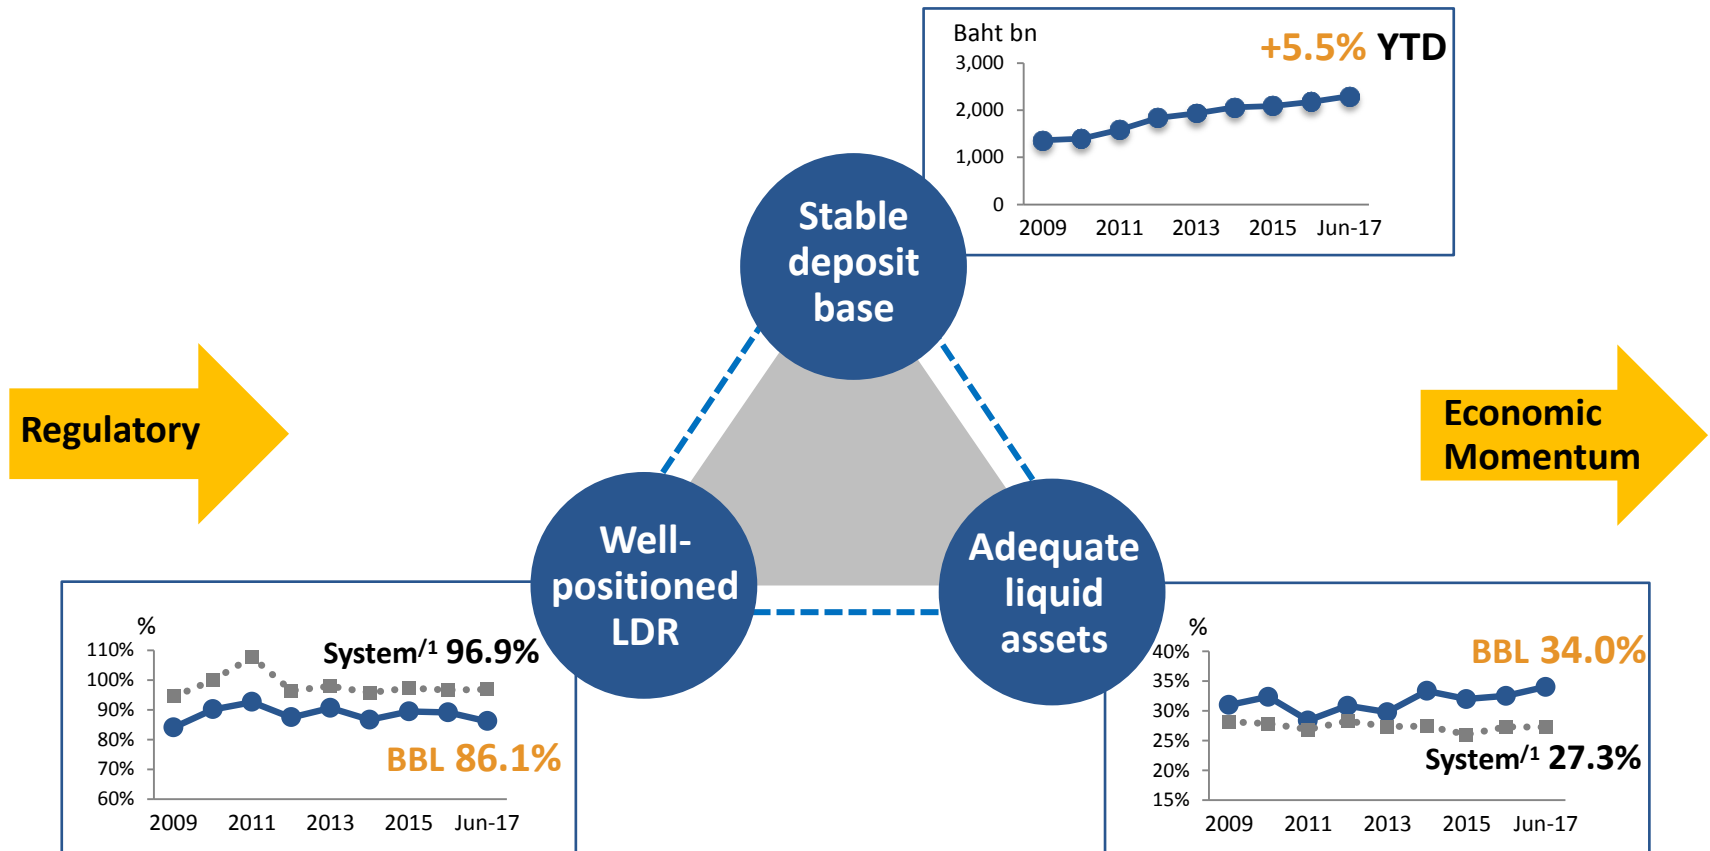 Baht bn
+5.5% YTD
3,000
2,000
1,000
0
2009 2011 2013 2015 Jun-17
Stable
deposit
base
Regulatory
Economic
Momentum
Well-
positioned
LDR
Adequate
liquid
assets
%
110%
100%
90%
80%
70%
60%
System/1 96.9%
BBL 86.1%
2009 2011 2013 2015 Jun-17
%
40%
35%
30%
25%
20%
15%
BBL 34.0%
System/1 27.3%
2009 2011 2013 2015 Jun-17